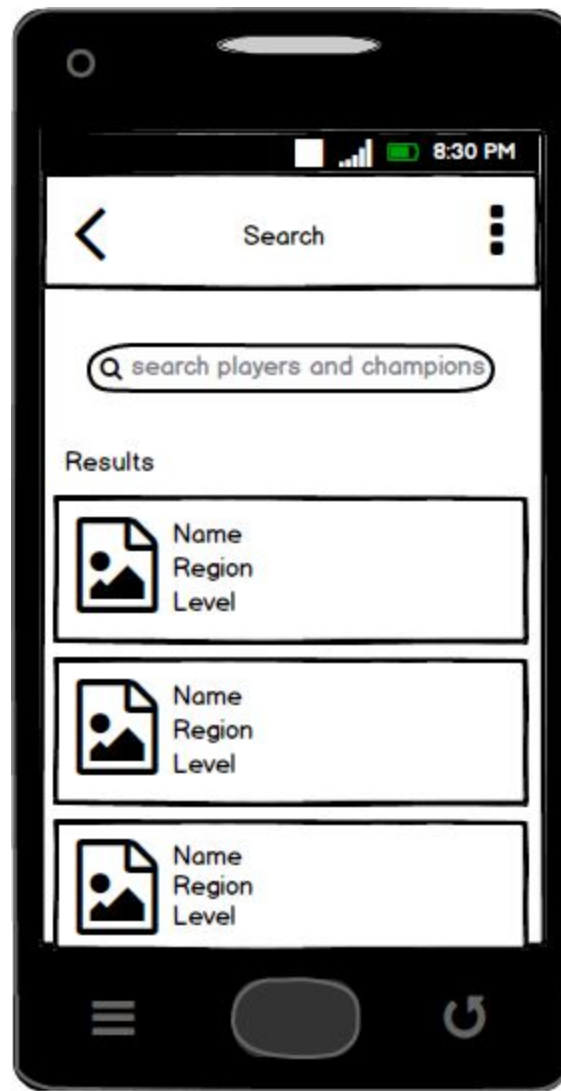 8:30 PM
Search
search players and champions
Results
Name
Region
Level
Name
Region
Level
Name
Region
Level